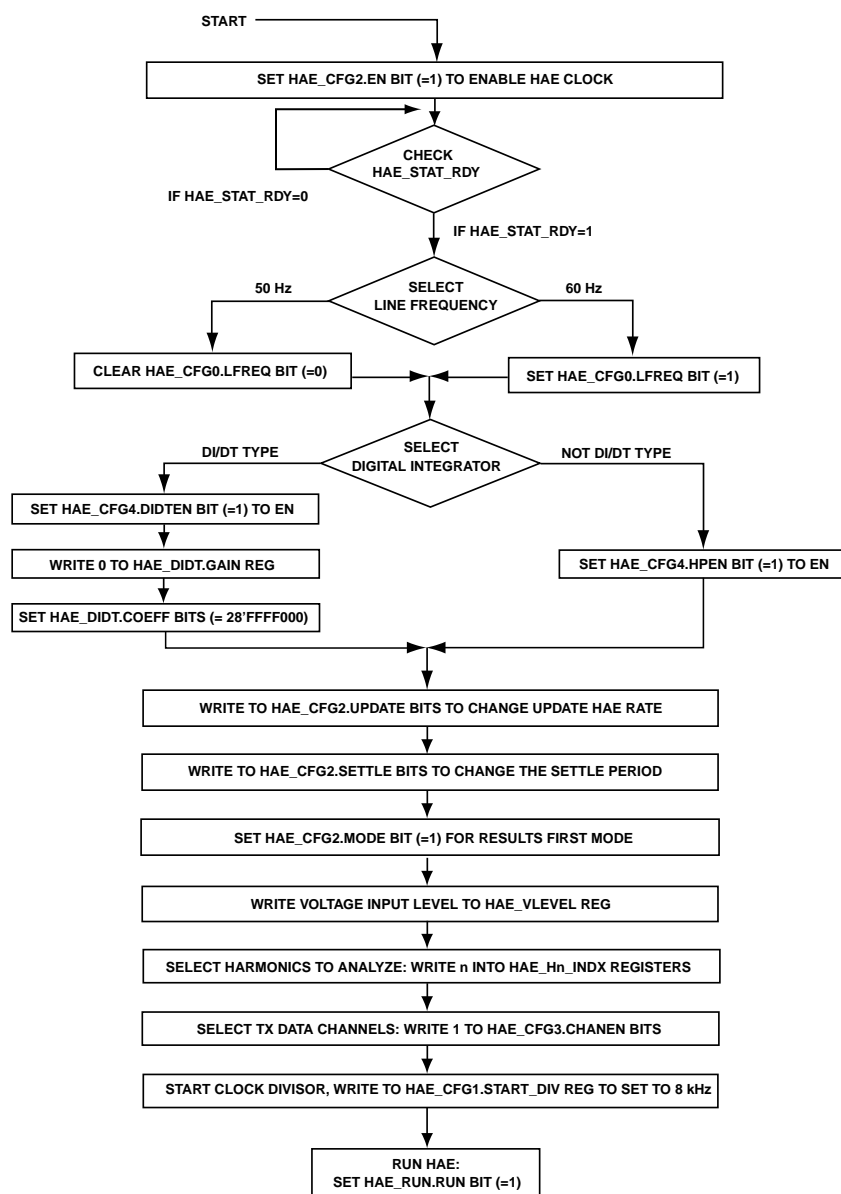 START
SET HAE_CFG2.EN BIT (=1) TO ENABLE HAE CLOCK
CHECK
HAE_STAT_RDY
IF HAE_STAT_RDY=0
IF HAE_STAT_RDY=1
SELECT
LINE FREQUENCY
50 Hz
60 Hz
CLEAR HAE_CFG0.LFREQ BIT (=0)
SET HAE_CFG0.LFREQ BIT (=1)
SELECT
DIGITAL INTEGRATOR
DI/DT TYPE
NOT DI/DT TYPE
SET HAE_CFG4.DIDTEN BIT (=1) TO EN
WRITE 0 TO HAE_DIDT.GAIN REG
SET HAE_CFG4.HPEN BIT (=1) TO EN
SET HAE_DIDT.COEFF BITS (= 28'FFFF000)
WRITE TO HAE_CFG2.UPDATE BITS TO CHANGE UPDATE HAE RATE
WRITE TO HAE_CFG2.SETTLE BITS TO CHANGE THE SETTLE PERIOD
SET HAE_CFG2.MODE BIT (=1) FOR RESULTS FIRST MODE
WRITE VOLTAGE INPUT LEVEL TO HAE_VLEVEL REG
SELECT HARMONICS TO ANALYZE: WRITE n INTO HAE_Hn_INDX REGISTERS
SELECT TX DATA CHANNELS: WRITE 1 TO HAE_CFG3.CHANEN BITS
START CLOCK DIVISOR, WRITE TO HAE_CFG1.START_DIV REG TO SET TO 8 kHz
RUN HAE:
SET HAE_RUN.RUN BIT (=1)